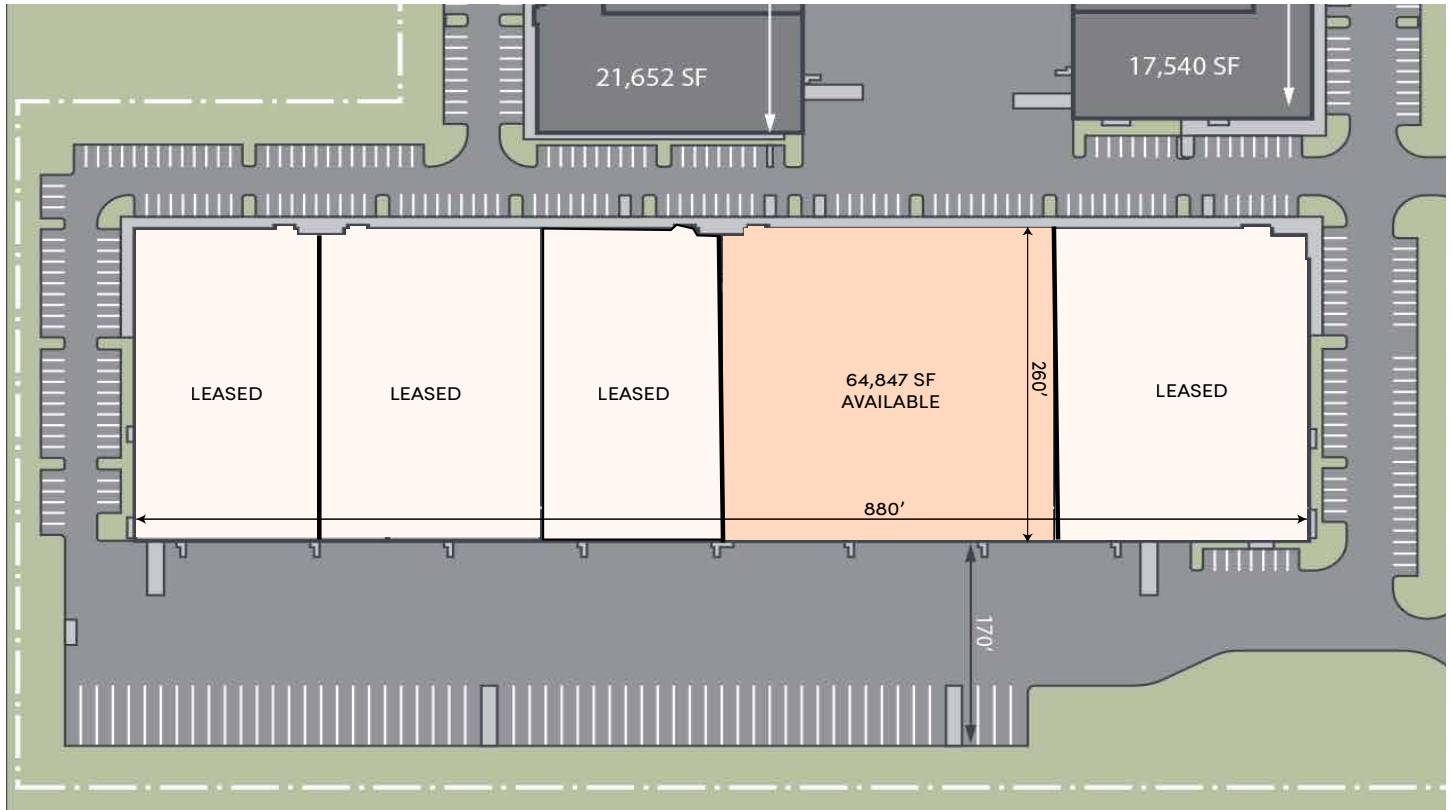 21,652 SF
17,540 SF
LEASED
LEASED
LEASED
64,847 SF
AVAILABLE
260'
LEASED
880'
170'